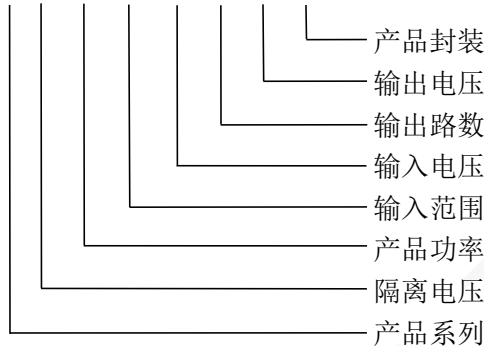 产品封装
输出电压
输出路数
输入电压
输入范围
产品功率
隔离电压
产品系列